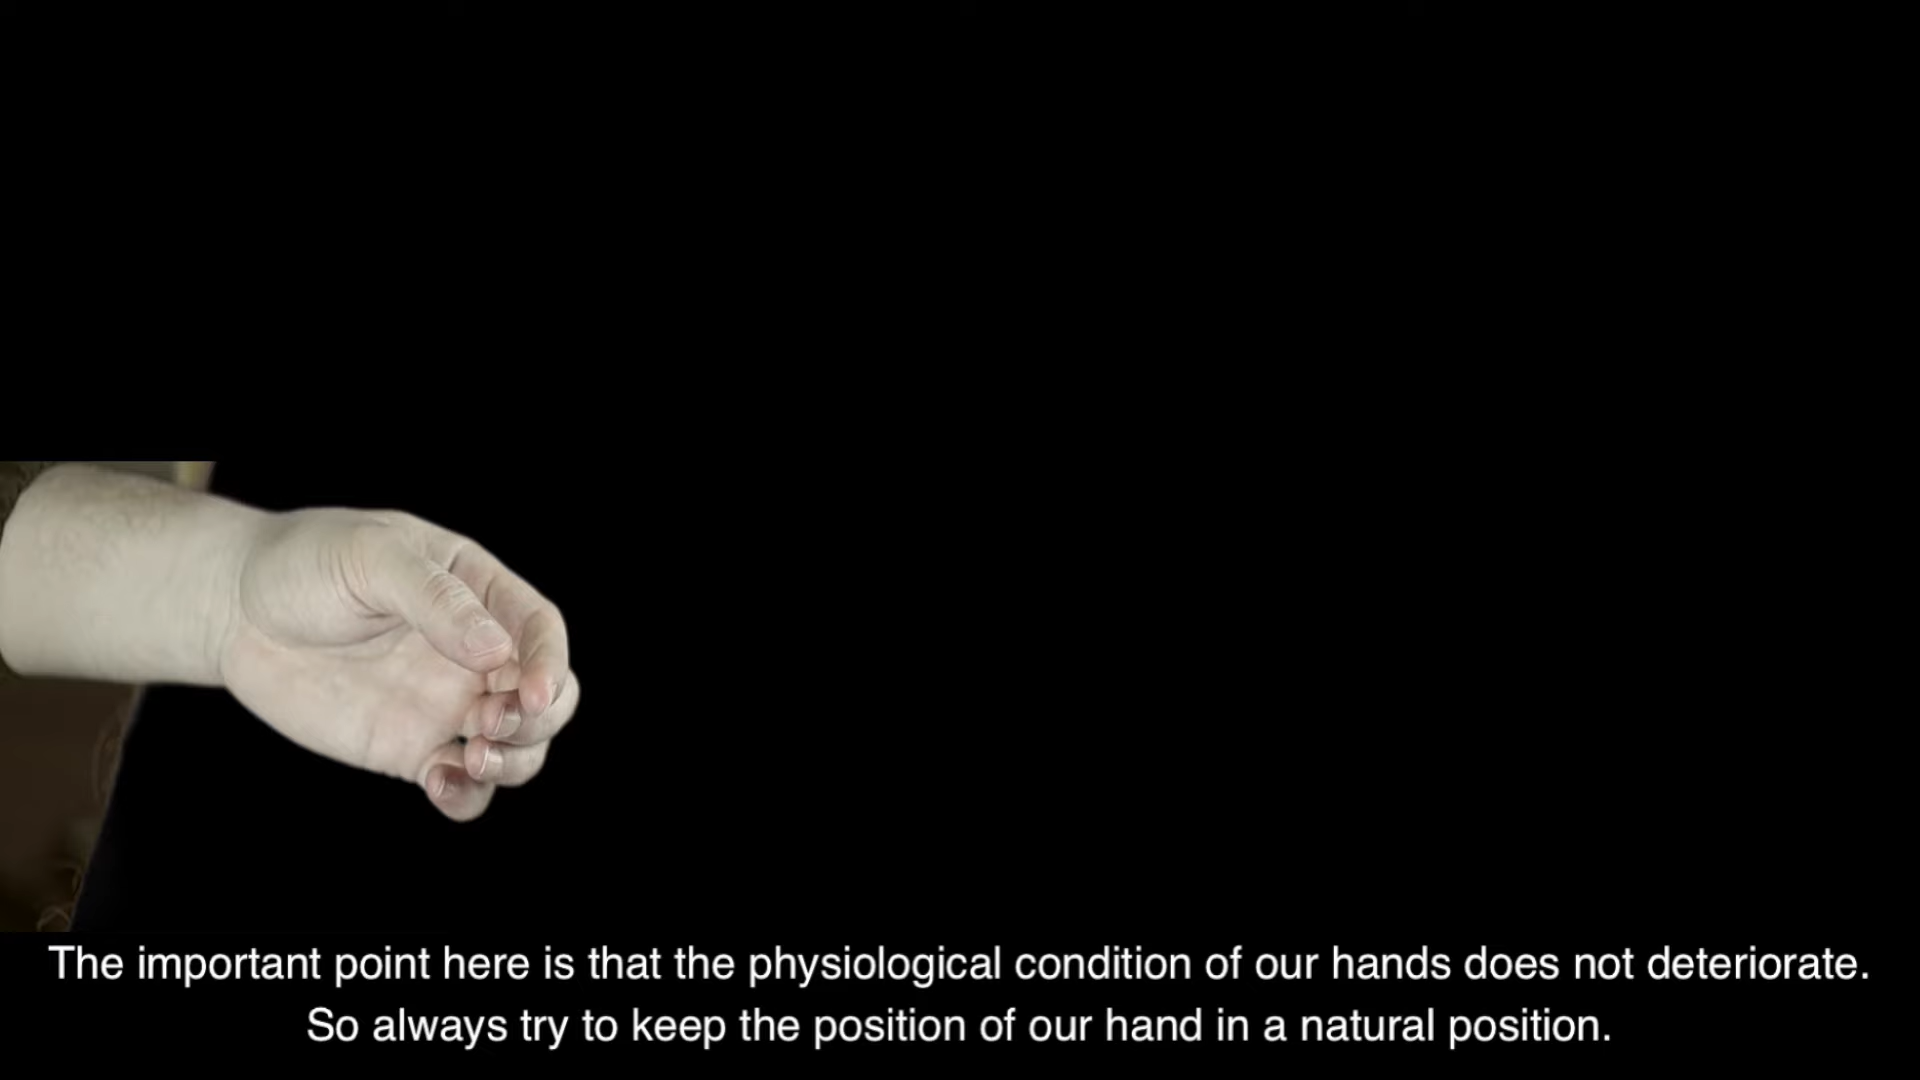 The important point here is that the physiological condition of our hands does not deteriorate.
So always try to keep the position of our hand in a natural position.